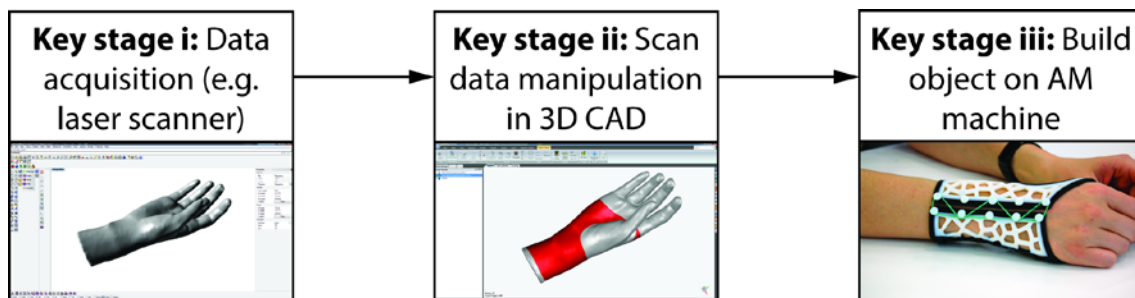 Key stage i: Data
acquisition (e.g.
laser scanner)
Key stage ii: Scan
data manipulation
in 3D CAD
Key stage iii: Build
object on AM
machine